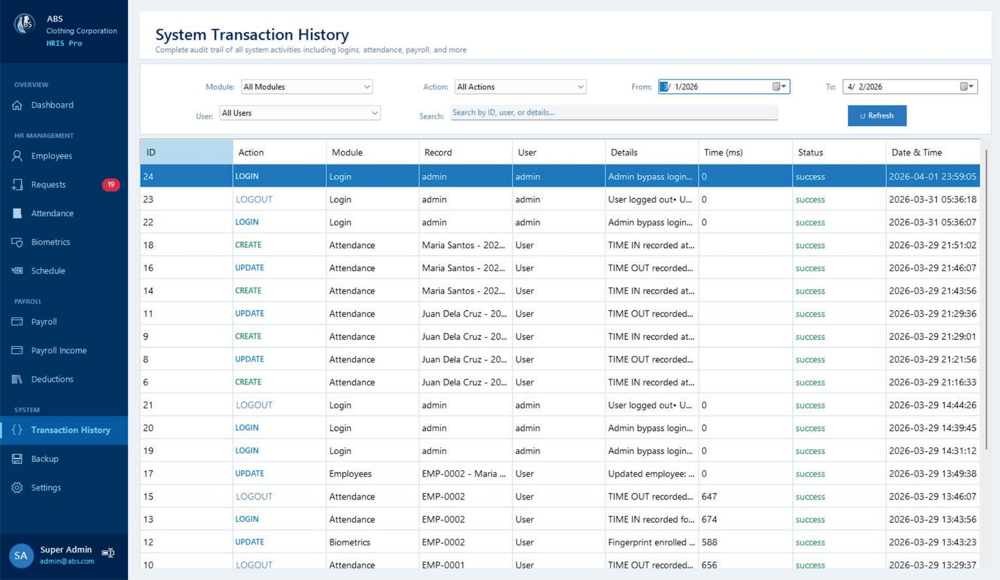 ABS
ABS
Clothing Corporation
HRIS Pro
OVERVIEW
Dashboard
HR MANAGEMENT
Employees
Requests 19
Attendance
Biometrics
Schedule
PAYROLL
Payroll
Payroll Income
Deductions
SYSTEM
Transaction History
Backup
Settings
SA
Super Admin
admin@abs.com
System Transaction History
Complete audit trail of all system activities including logins, attendance, payroll, and more
Module: All Modules Action: All Actions From: 3/ 1/2026 To: 4/ 2/2026
User: All Users Search: Search by ID, user, or details... ↺ Refresh
ID Action Module Record User Details Time (ms) Status Date & Time
24 LOGIN Login admin admin Admin bypass login... 0 success 2026-04-01 23:59:05
23 LOGOUT Login admin admin User logged out• U... 0 success 2026-03-31 05:36:18
22 LOGIN Login admin admin Admin bypass login... 0 success 2026-03-31 05:36:07
18 CREATE Attendance Maria Santos - 202... User TIME IN recorded at... success 2026-03-29 21:51:02
16 UPDATE Attendance Maria Santos - 202... User TIME OUT recorded... success 2026-03-29 21:46:07
14 CREATE Attendance Maria Santos - 202... User TIME IN recorded at... success 2026-03-29 21:43:56
11 UPDATE Attendance Juan Dela Cruz - 20... User TIME OUT recorded... success 2026-03-29 21:29:36
9 CREATE Attendance Juan Dela Cruz - 20... User TIME IN recorded at... success 2026-03-29 21:29:01
8 UPDATE Attendance Juan Dela Cruz - 20... User TIME OUT recorded... success 2026-03-29 21:21:56
6 CREATE Attendance Juan Dela Cruz - 20... User TIME IN recorded at... success 2026-03-29 21:16:33
21 LOGOUT Login admin admin User logged out• U... 0 success 2026-03-29 14:44:26
20 LOGIN Login admin admin Admin bypass login... 0 success 2026-03-29 14:39:45
19 LOGIN Login admin admin Admin bypass login... 0 success 2026-03-29 14:31:12
17 UPDATE Employees EMP-0002 - Maria ... User Updated employee: ... 0 success 2026-03-29 13:49:38
15 LOGOUT Attendance EMP-0002 User TIME OUT recorded... 647 success 2026-03-29 13:46:07
13 LOGIN Attendance EMP-0002 User TIME IN recorded fo... 674 success 2026-03-29 13:43:56
12 UPDATE Biometrics EMP-0002 User Fingerprint enrolled ... 588 success 2026-03-29 13:43:23
10 LOGOUT Attendance EMP-0001 User TIME OUT recorded... 656 success 2026-03-29 13:29:37